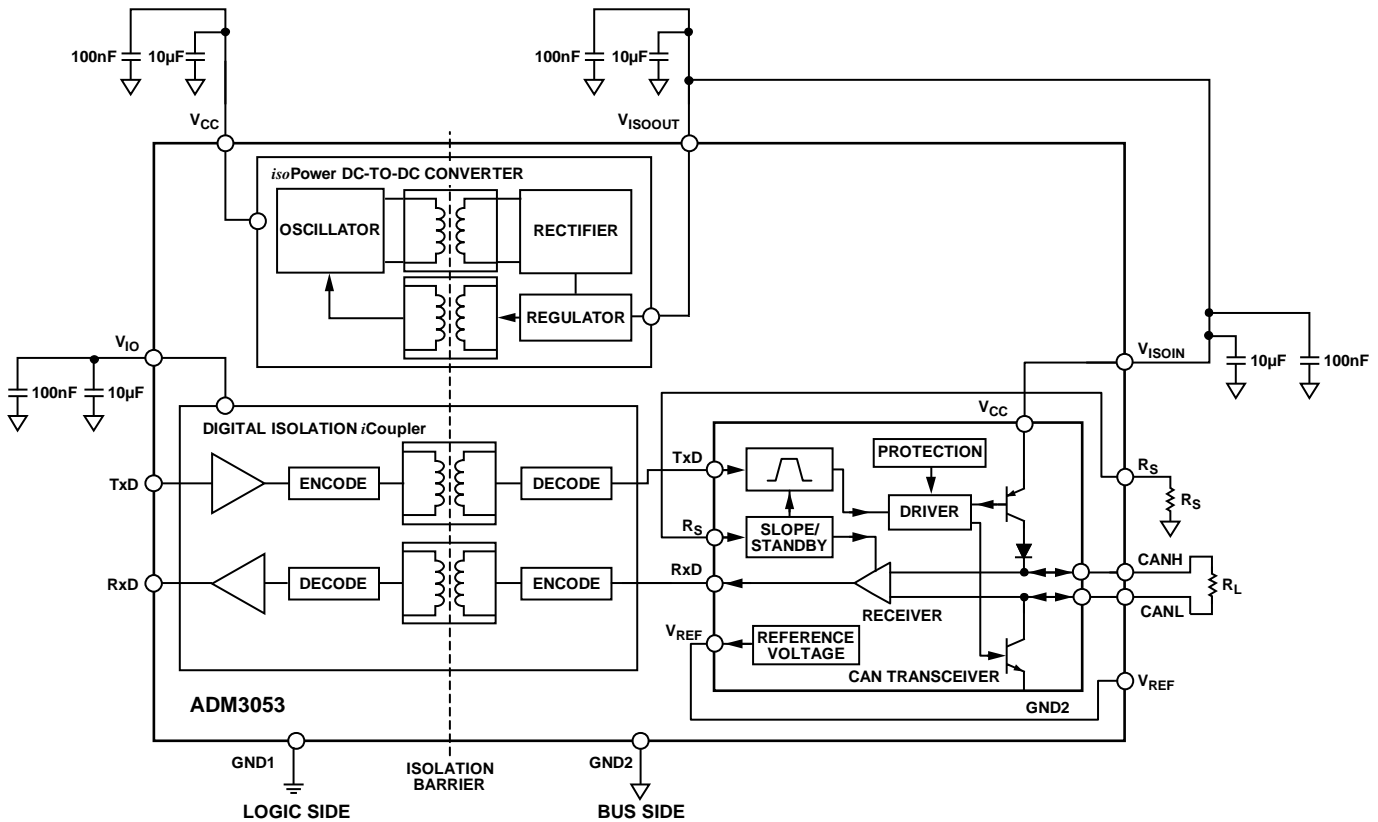 100nF
10µF
100nF
10µF
VCC
VISOOUT
isoPower DC-TO-DC CONVERTER
OSCILLATOR
RECTIFIER
REGULATOR
VIO
100nF
10µF
VISOIN
10µF
100nF
DIGITAL ISOLATION iCoupler
VCC
TxD
ENCODE
DECODE
TxD
PROTECTION
DRIVER
RS
RS
RS
SLOPE/
STANDBY
RxD
DECODE
ENCODE
RxD
RECEIVER
CANH
RL
CANL
VREF
REFERENCE
VOLTAGE
CAN TRANSCEIVER
VREF
GND2
ADM3053
GND1
ISOLATION
BARRIER
GND2
LOGIC SIDE
BUS SIDE